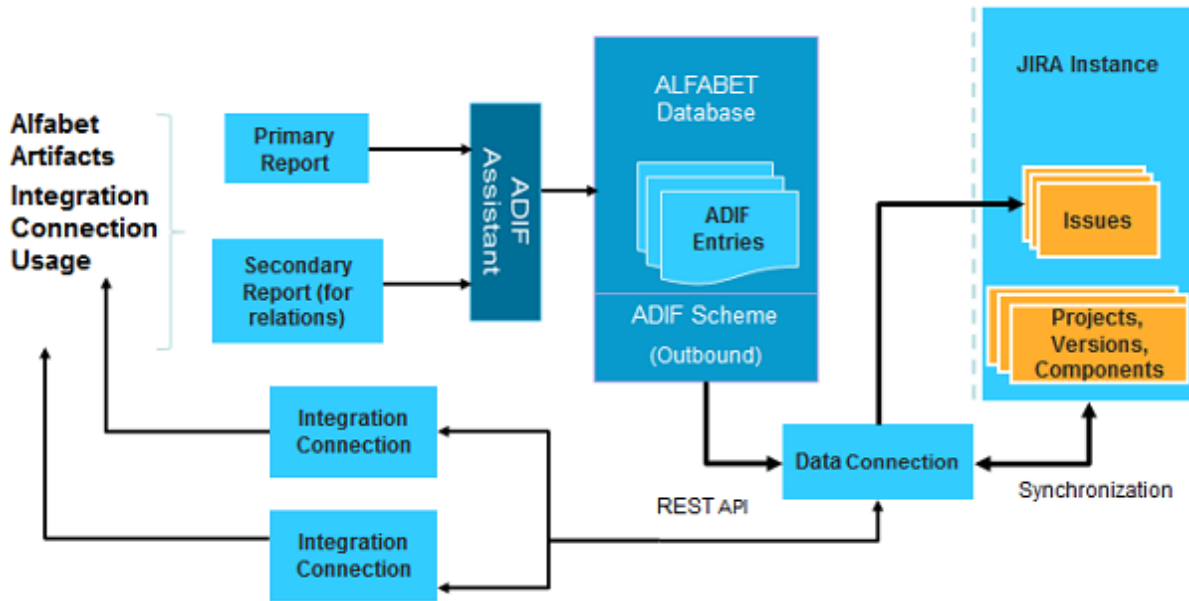 Alfabet
Artifacts
Integration
Connection
Usage
Primary
Report
Secondary
Report (for
relations)
ADIF
Assistant
ALFABET
Database
ADIF
Entries
ADIF Scheme
(Outbound)
JIRA Instance
Issues
Projects,
Versions,
Components
Integration
Connection
Data Connection
REST API
Synchronization
Integration
Connection